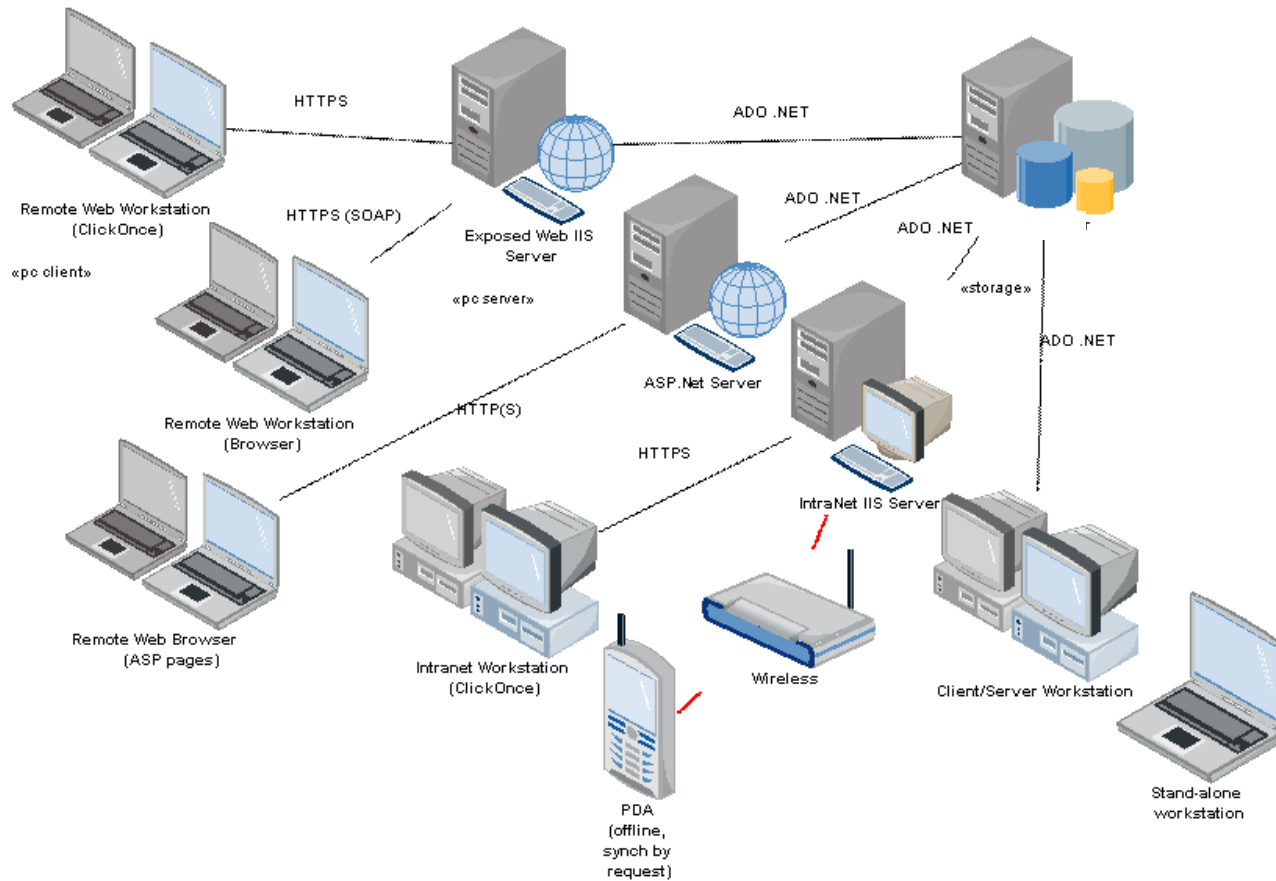 HTTPS
ADO .NET
Remote Web Workstation
(ClickOnce)
HTTPS (SOAP)
Exposed Web IIS
Server
ADO .NET
ADO .NET
«pc client»
«pc server»
«storage»
ADO .NET
ASP.Net Server
Remote Web Workstation
(Browser)
HTTP(S)
HTTPS
IntraNet IIS Server
Remote Web Browser
(ASP pages)
Intranet Workstation
(ClickOnce)
Wireless
Client/Server Workstation
PDA
(offline,
synch by
request)
Stand-alone
workstation